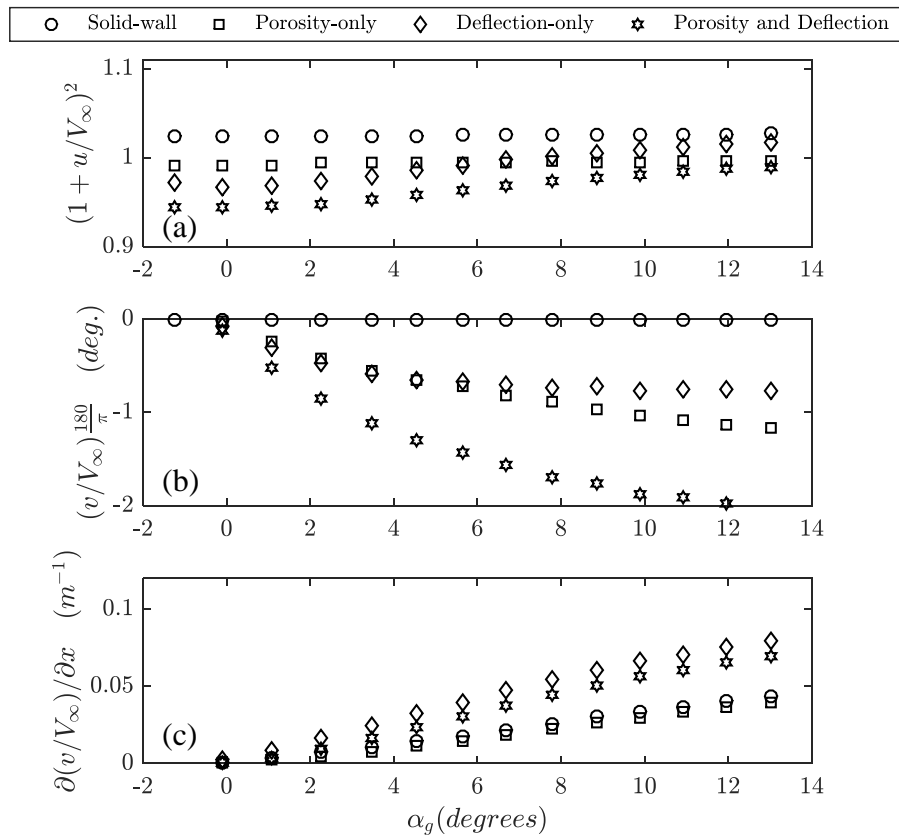 Solid-wall Porosity-only Deflection-only Porosity and Deflection
(1 + u/V∞)²
1.1
1
0.9
(a)
-2 0 2 4 6 8 10 12 14
(v/V∞) 180/π (deg.)
0
-1
-2
(b)
-2 0 2 4 6 8 10 12 14
∂(v/V∞)/∂x (m⁻¹)
0.1
0.05
0
(c)
-2 0 2 4 6 8 10 12 14
α_g(degrees)